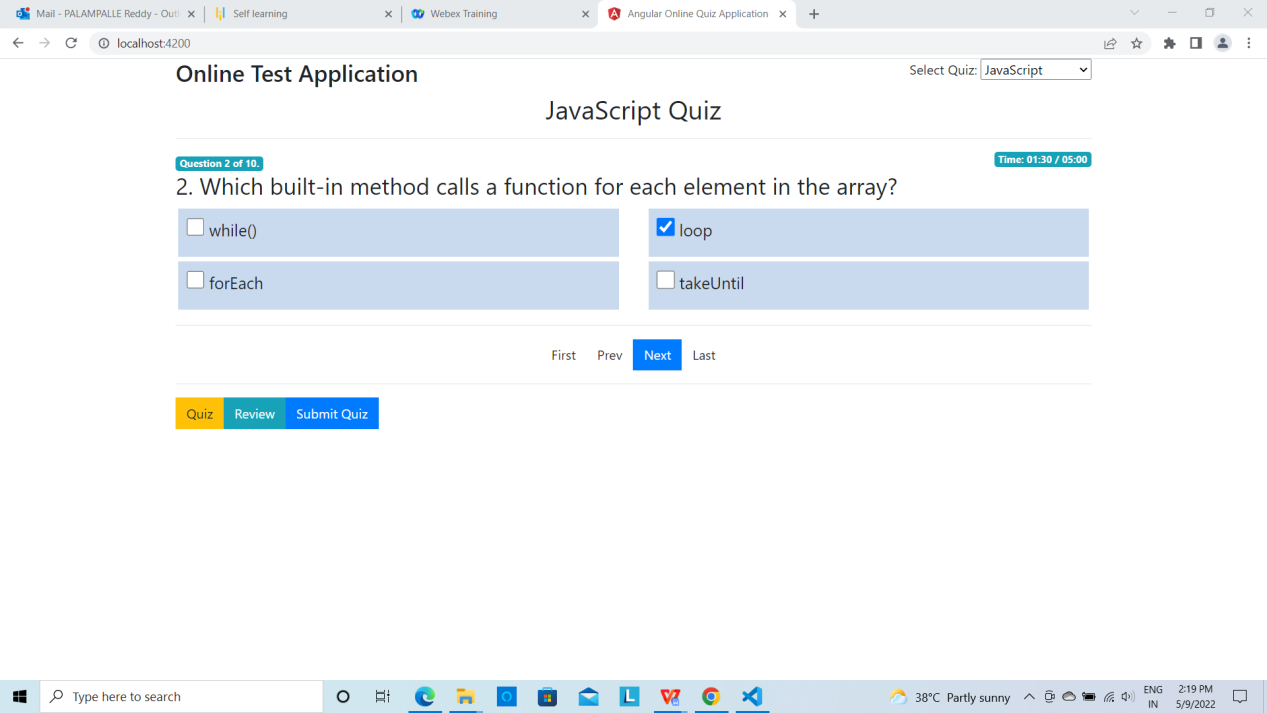 Mail - PALAMPALLE Reddy - Outl
Self learning
Webex Training
Angular Online Quiz Application
localhost:4200
Online Test Application
Select Quiz: JavaScript
JavaScript Quiz
Question 2 of 10.
Time: 01:30 / 05:00
2. Which built-in method calls a function for each element in the array?
while()
loop
forEach
takeUntil
First Prev Next Last
Quiz Review Submit Quiz
Type here to search
38°C Partly sunny
ENG
IN
2:19 PM
5/9/2022